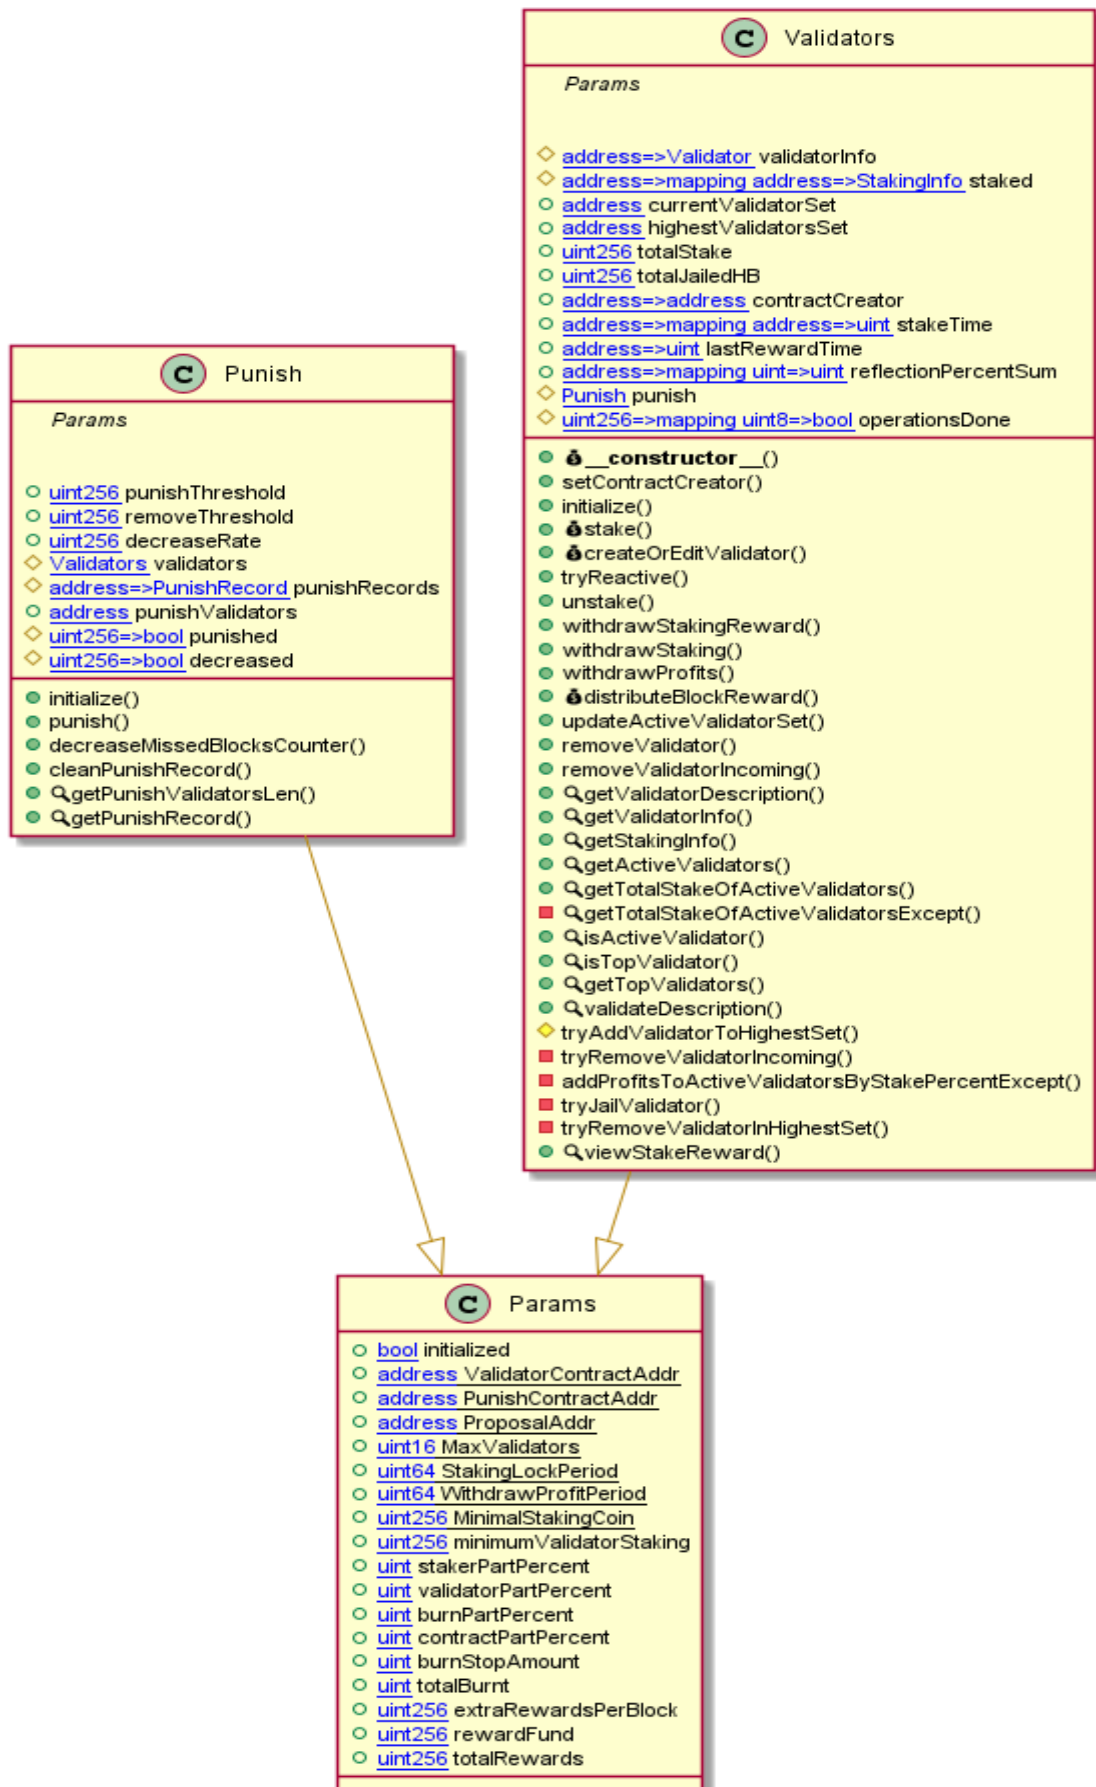 C Validators
Params
address=>Validator validatorInfo
address=>mapping address=>StakingInfo staked
address currentValidatorSet
address highestValidatorsSet
uint256 totalStake
uint256 totalJailedHB
address=>address contractCreator
address=>mapping address=>uint stakeTime
address=>uint lastRewardTime
address=>mapping uint=>uint reflectionPercentSum
Punish punish
uint256=>mapping uint8=>bool operationsDone
__constructor__()
setContractCreator()
initialize()
stake()
createOrEditValidator()
tryReactive()
unstake()
withdrawStakingReward()
withdrawStaking()
withdrawProfits()
distributeBlockReward()
updateActiveValidatorSet()
removeValidator()
removeValidatorIncoming()
getValidatorDescription()
getValidatorInfo()
getStakingInfo()
getActiveValidators()
getTotalStakeOfActiveValidators()
getTotalStakeOfActiveValidatorsExcept()
isActiveValidator()
isTopValidator()
getTopValidators()
validateDescription()
tryAddValidatorToHighestSet()
tryRemoveValidatorIncoming()
addProfitsToActiveValidatorsByStakePercentExcept()
tryJailValidator()
tryRemoveValidatorInHighestSet()
viewStakeReward()
C Punish
Params
uint256 punishThreshold
uint256 removeThreshold
uint256 decreaseRate
Validators validators
address=>PunishRecord punishRecords
address punishValidators
uint256=>bool punished
uint256=>bool decreased
initialize()
punish()
decreaseMissedBlocksCounter()
cleanPunishRecord()
getPunishValidatorsLen()
getPunishRecord()
C Params
bool initialized
address ValidatorContractAddr
address PunishContractAddr
address ProposalAddr
uint16 MaxValidators
uint64 StakingLockPeriod
uint64 WithdrawProfitPeriod
uint256 MinimalStakingCoin
uint256 minimumValidatorStaking
uint stakerPartPercent
uint validatorPartPercent
uint burnPartPercent
uint contractPartPercent
uint burnStopAmount
uint totalBurnt
uint256 extraRewardsPerBlock
uint256 rewardFund
uint256 totalRewards